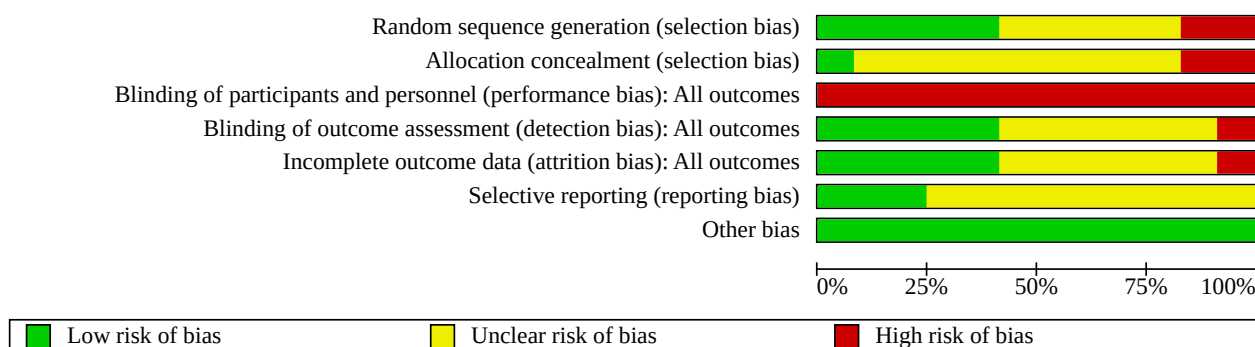 Random sequence generation (selection bias)
Allocation concealment (selection bias)
Blinding of participants and personnel (performance bias): All outcomes
Blinding of outcome assessment (detection bias): All outcomes
Incomplete outcome data (attrition bias): All outcomes
Selective reporting (reporting bias)
Other bias
0% 25% 50% 75% 100%
Low risk of bias Unclear risk of bias High risk of bias